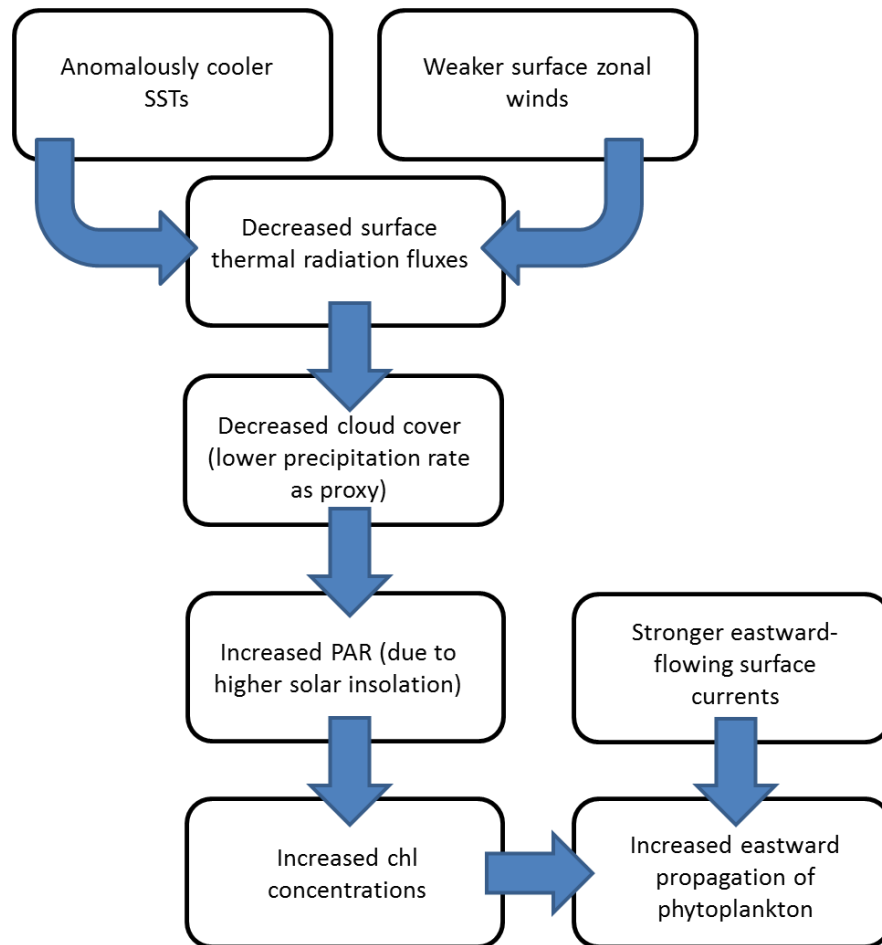 Anomalously cooler
SSTs
Weaker surface zonal
winds
Decreased surface
thermal radiation fluxes
Decreased cloud cover
(lower precipitation rate
as proxy)
Increased PAR (due to
higher solar insolation)
Stronger eastward-
flowing surface
currents
Increased chl
concentrations
Increased eastward
propagation of
phytoplankton